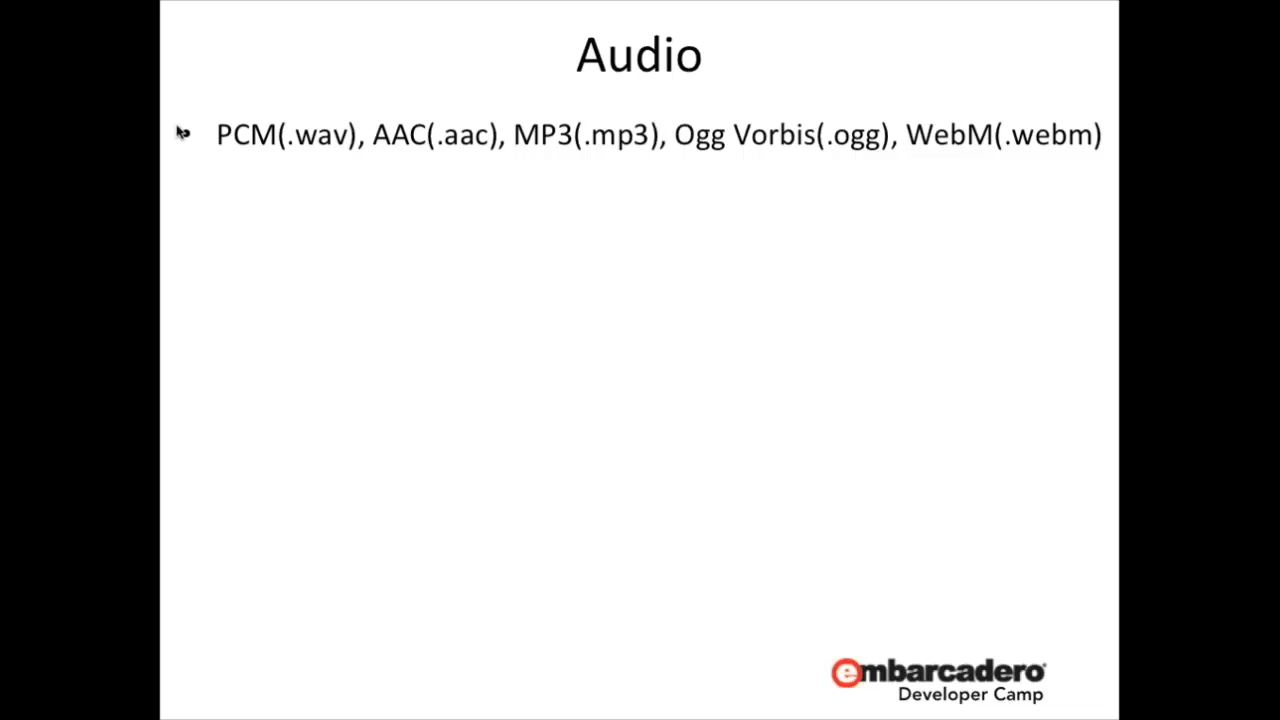 Audio
PCM(.wav), AAC(.aac), MP3(.mp3), Ogg Vorbis(.ogg), WebM(.webm)
embarcadero
Developer Camp